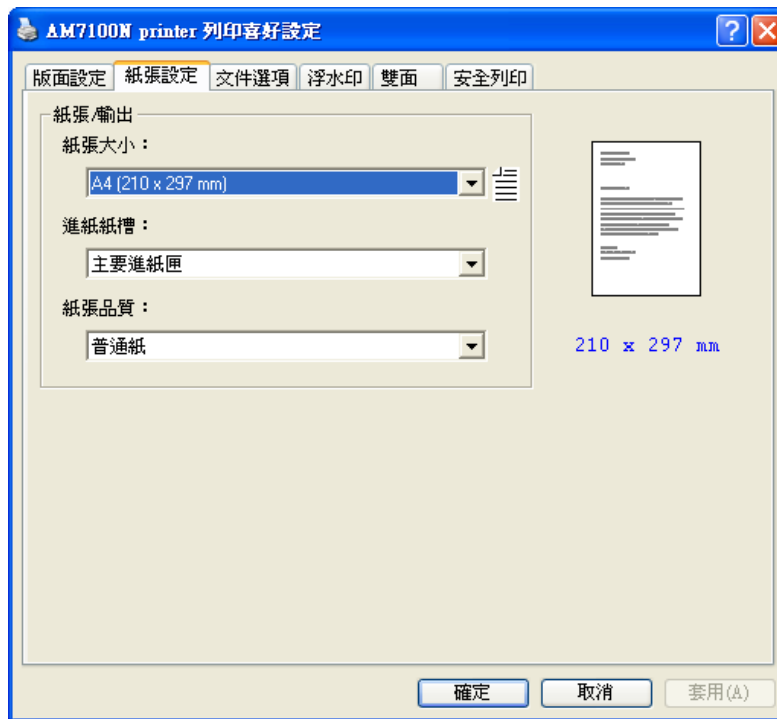 AM7100N printer 列印喜好設定
版面設定 紙張設定 文件選項 浮水印 雙面 安全列印
紙張/輸出
紙張大小：
A4 (210 x 297 mm)
進紙紙槽：
主要進紙匣
紙張品質：
普通紙
210 x 297 mm
確定 取消 套用(A)